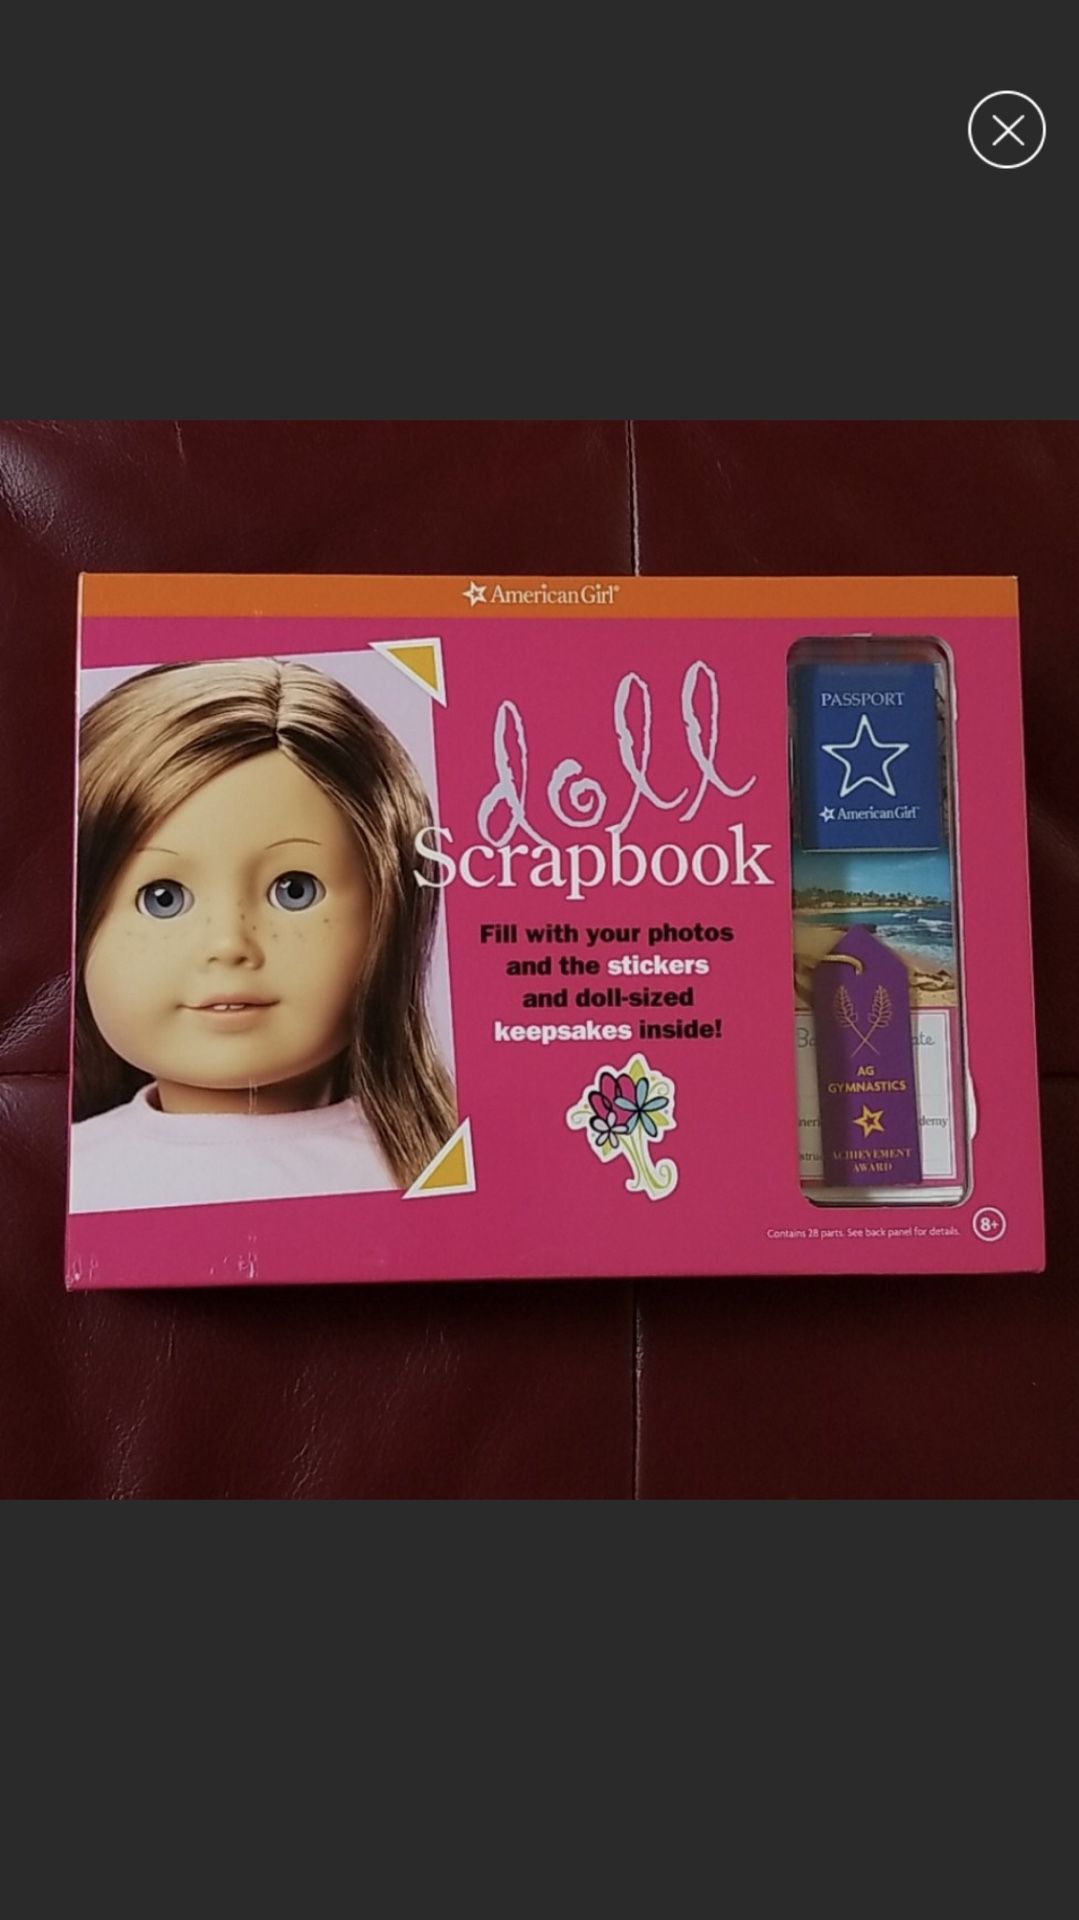 American Girl®
doll
Scrapbook
Fill with your photos
and the stickers
and doll-sized
keepsakes inside!
PASSPORT
American Girl
AG
GYMNASTICS
ACHIEVEMENT
AWARD
Contains 28 parts. See back panel for details.
8+